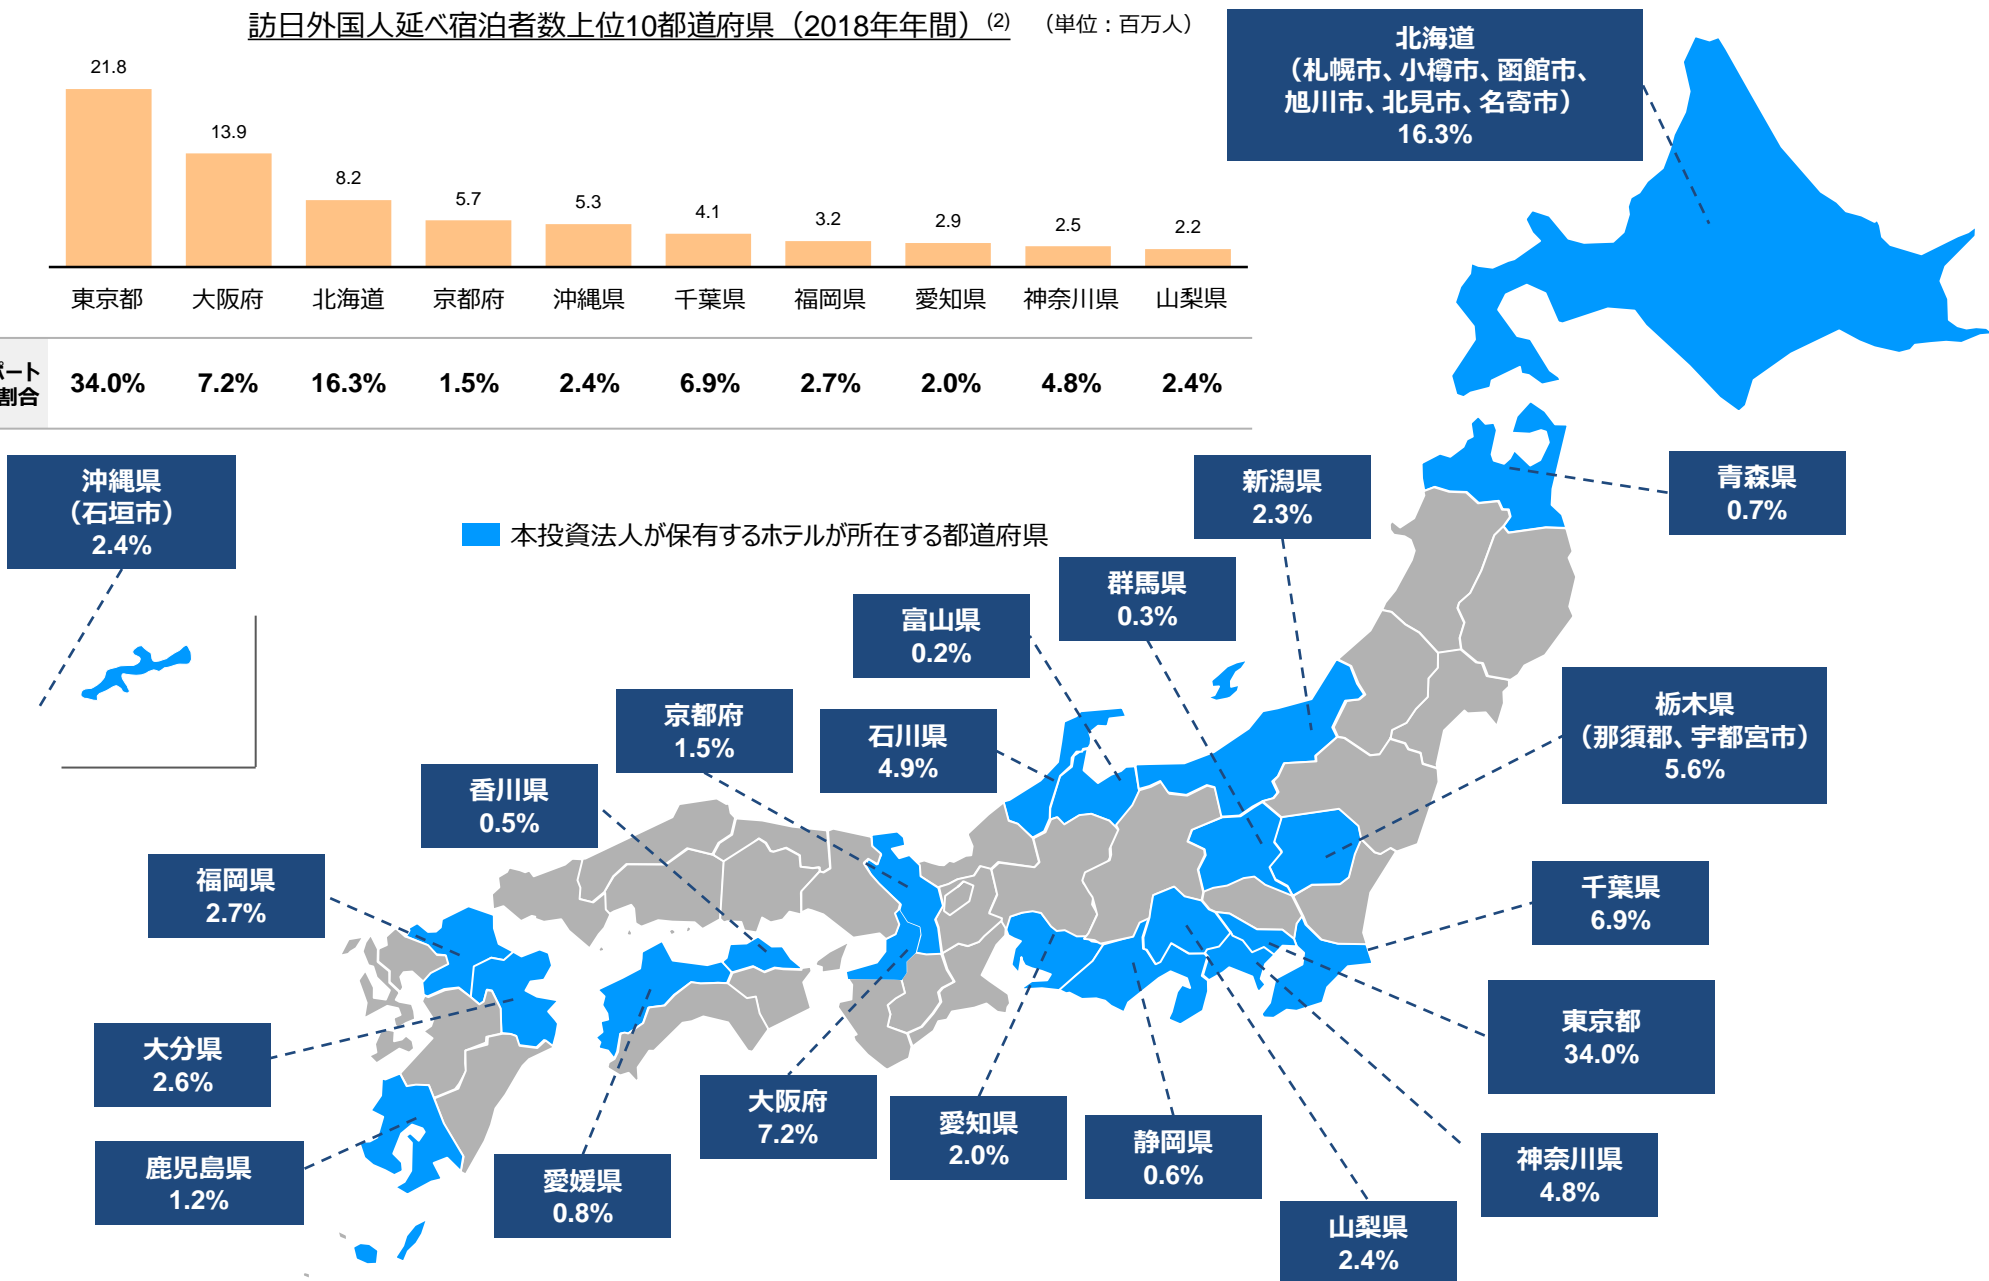 訪日外国人延べ宿泊者数上位10都道府県（2018年年間）(2) （単位：百万人）
21.8
13.9
8.2
5.7
5.3
4.1
3.2
2.9
2.5
2.2
東京都 大阪府 北海道 京都府 沖縄県 千葉県 福岡県 愛知県 神奈川県 山梨県
ポート
割合
34.0% 7.2% 16.3% 1.5% 2.4% 6.9% 2.7% 2.0% 4.8% 2.4%
北海道
（札幌市、小樽市、函館市、
旭川市、北見市、名寄市）
16.3%
沖縄県
（石垣市）
2.4%
本投資法人が保有するホテルが所在する都道府県
新潟県
2.3%
青森県
0.7%
群馬県
0.3%
富山県
0.2%
栃木県
（那須郡、宇都宮市）
5.6%
京都府
1.5%
石川県
4.9%
香川県
0.5%
福岡県
2.7%
千葉県
6.9%
東京都
34.0%
大分県
2.6%
大阪府
7.2%
愛知県
2.0%
静岡県
0.6%
神奈川県
4.8%
鹿児島県
1.2%
愛媛県
0.8%
山梨県
2.4%